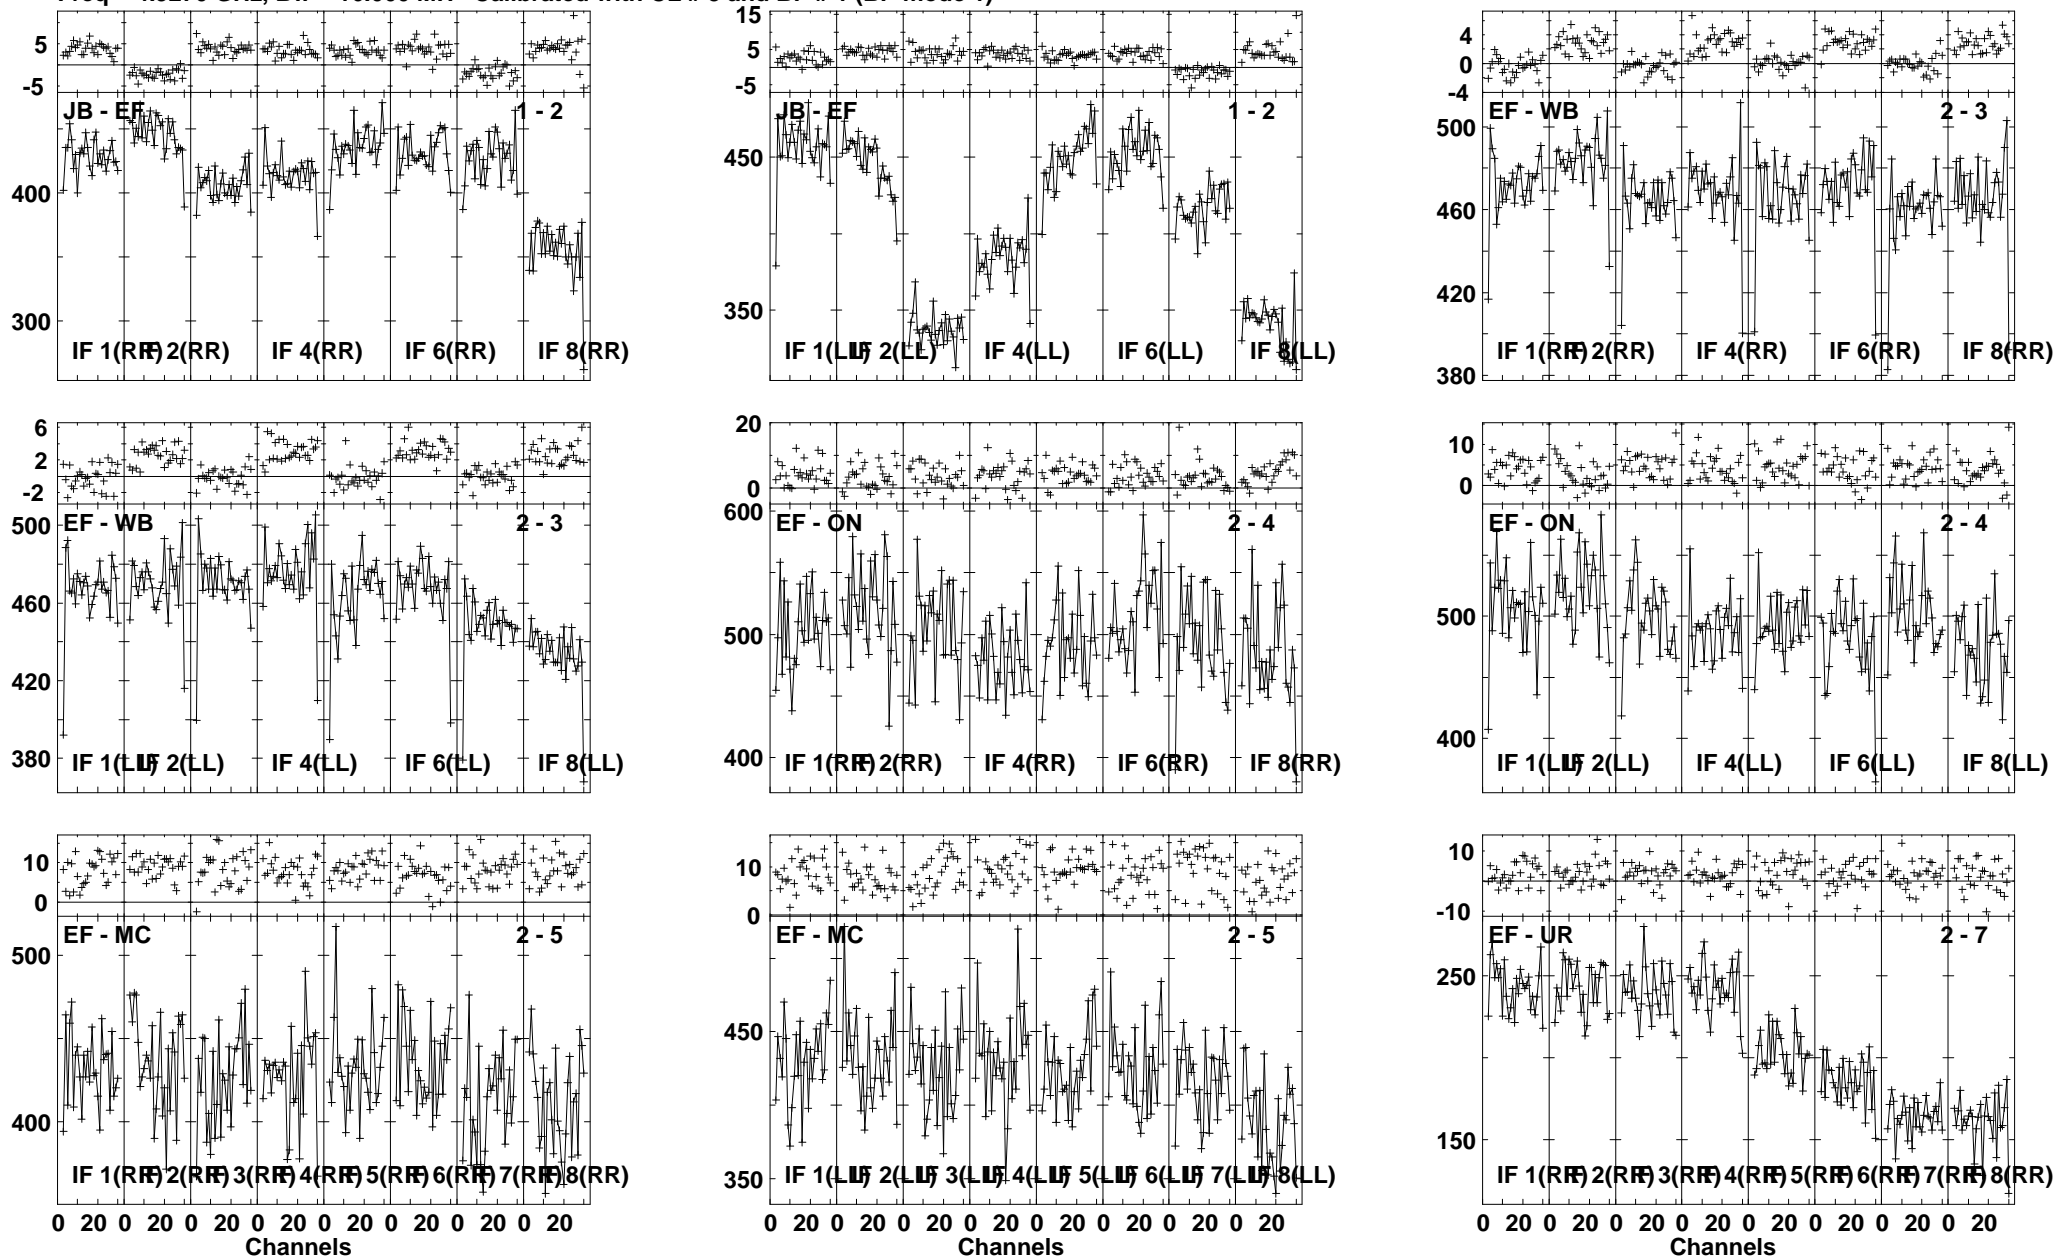 5
-5
JB - EF 1 - 2
400
300
IF 1(RR) IF 2(RR) IF 4(RR) IF 6(RR) IF 8(RR)
15
5
-5
JB - EF 1 - 2
450
350
IF 1(LL) IF 2(LL) IF 4(LL) IF 6(LL) IF 8(LL)
4
0
-4
EF - WB 2 - 3
500
460
420
380
IF 1(RR) IF 2(RR) IF 4(RR) IF 6(RR) IF 8(RR)
6
2
-2
EF - WB 2 - 3
500
460
420
380
IF 1(LL) IF 2(LL) IF 4(LL) IF 6(LL) IF 8(LL)
20
0
EF - ON 2 - 4
600
500
400
IF 1(RR) IF 2(RR) IF 4(RR) IF 6(RR) IF 8(RR)
10
0
EF - ON 2 - 4
500
400
IF 1(LL) IF 2(LL) IF 4(LL) IF 6(LL) IF 8(LL)
10
0
EF - MC 2 - 5
500
400
IF 1(RR) IF 2(RR) IF 3(RR) IF 4(RR) IF 5(RR) IF 6(RR) IF 7(RR) IF 8(RR)
0 20 0 20 0 20 0 20 0 20 0 20 0 20 0 20
Channels
10
0
EF - MC 2 - 5
450
350
IF 1(LL) IF 2(LL) IF 3(LL) IF 4(LL) IF 5(LL) IF 6(LL) IF 7(LL) IF 8(LL)
0 20 0 20 0 20 0 20 0 20 0 20 0 20 0 20
Channels
10
-10
EF - UR 2 - 7
250
150
IF 1(RR) IF 2(RR) IF 3(RR) IF 4(RR) IF 5(RR) IF 6(RR) IF 7(RR) IF 8(RR)
0 20 0 20 0 20 0 20 0 20 0 20 0 20 0 20
Channels